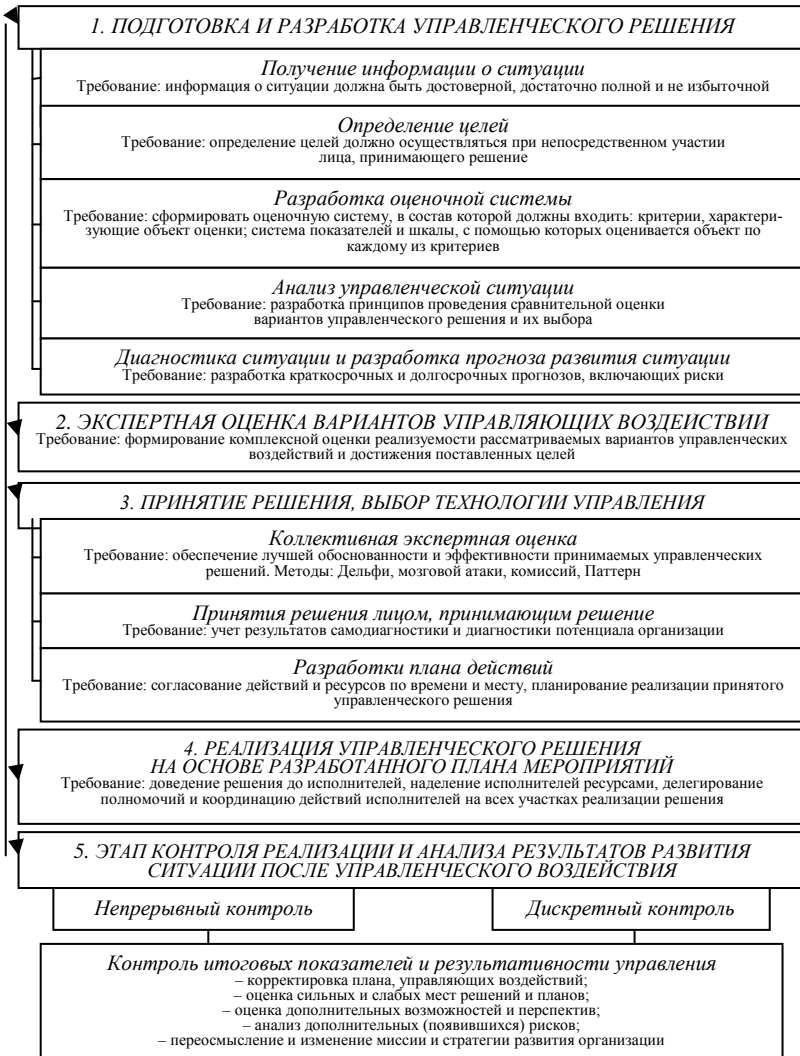 1. ПОДГОТОВКА И РАЗРАБОТКА УПРАВЛЕНЧЕСКОГО РЕШЕНИЯ
Получение информации о ситуации
Требование: информация о ситуации должна быть достоверной, достаточно полной и не избыточной
Определение целей
Требование: определение целей должно осуществляться при непосредственном участии
лица, принимающего решение
Разработка оценочной системы
Требование: сформировать оценочную систему, в состав которой должны входить: критерии, характери-
зующие объект оценки; система показателей и шкалы, с помощью которых оценивается объект по
каждому из критериев
Анализ управленческой ситуации
Требование: разработка принципов проведения сравнительной оценки
вариантов управленческого решения и их выбора
Диагностика ситуации и разработка прогноза развития ситуации
Требование: разработка краткосрочных и долгосрочных прогнозов, включающих риски
2. ЭКСПЕРТНАЯ ОЦЕНКА ВАРИАНТОВ УПРАВЛЯЮЩИХ ВОЗДЕЙСТВИЙ
Требование: формирование комплексной оценки реализуемости рассматриваемых вариантов управленческих
воздействий и достижения поставленных целей
3. ПРИНЯТИЕ РЕШЕНИЯ, ВЫБОР ТЕХНОЛОГИИ УПРАВЛЕНИЯ
Коллективная экспертная оценка
Требование: обеспечение лучшей обоснованности и эффективности принимаемых управленческих
решений. Методы: Дельфи, мозговой атаки, комиссий, Паттерн
Принятия решения лицом, принимающим решение
Требование: учет результатов самодиагностики и диагностики потенциала организации
Разработки плана действий
Требование: согласование действий и ресурсов по времени и месту, планирование реализации принятого
управленческого решения
4. РЕАЛИЗАЦИЯ УПРАВЛЕНЧЕСКОГО РЕШЕНИЯ
НА ОСНОВЕ РАЗРАБОТАННОГО ПЛАНА МЕРОПРИЯТИЙ
Требование: доведение решения до исполнителей, наделение исполнителей ресурсами, делегирование
полномочий и координацию действий исполнителей на всех участках реализации решения
5. ЭТАП КОНТРОЛЯ РЕАЛИЗАЦИИ И АНАЛИЗА РЕЗУЛЬТАТОВ РАЗВИТИЯ
СИТУАЦИИ ПОСЛЕ УПРАВЛЕНЧЕСКОГО ВОЗДЕЙСТВИЯ
Непрерывный контроль
Дискретный контроль
Контроль итоговых показателей и результативности управления
– корректировка плана, управляющих воздействий;
– оценка сильных и слабых мест решений и планов;
– оценка дополнительных возможностей и перспектив;
– анализ дополнительных (появившихся) рисков;
– переосмысление и изменение миссии и стратегии развития организации